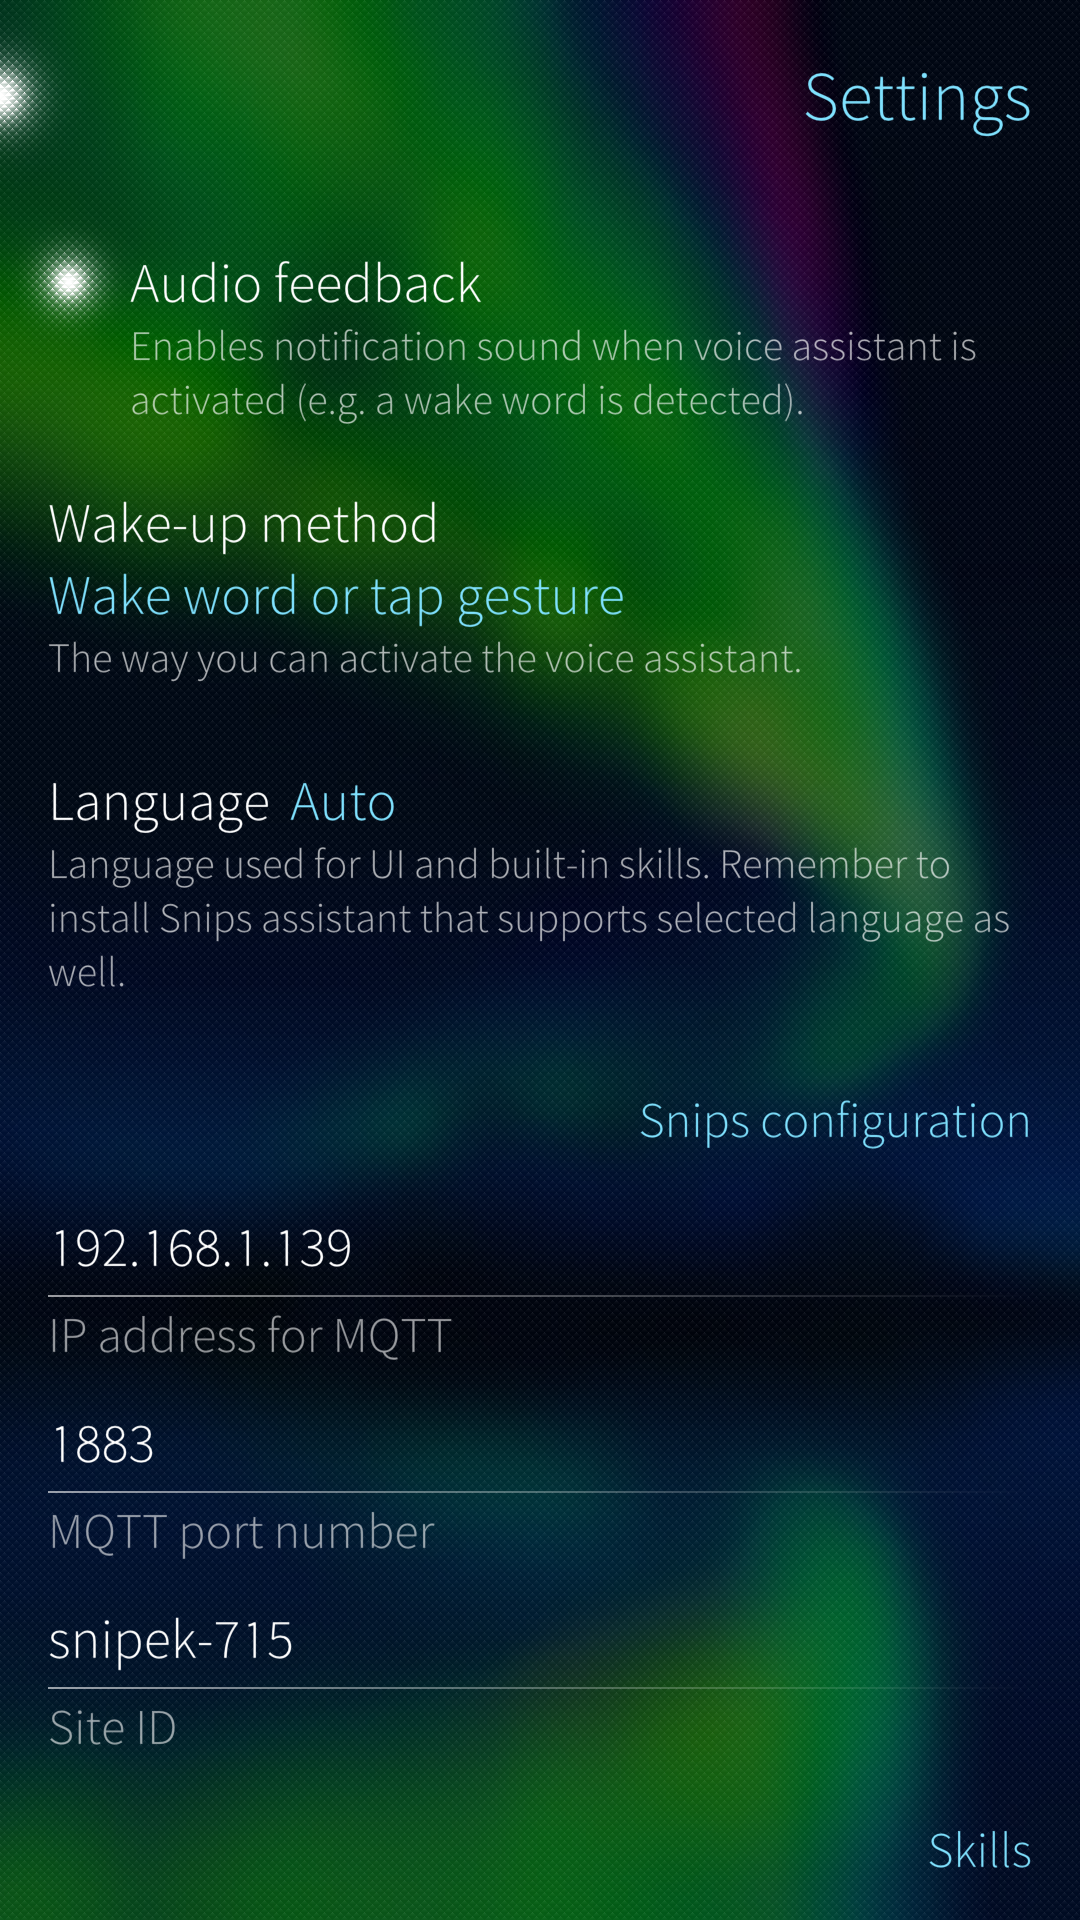 Settings
Audio feedback
Enables notification sound when voice assistant is
activated (e.g. a wake word is detected).
Wake-up method
Wake word or tap gesture
The way you can activate the voice assistant.
Language Auto
Language used for UI and built-in skills. Remember to
install Snips assistant that supports selected language as
well.
Snips configuration
192.168.1.139
IP address for MQTT
1883
MQTT port number
snipek-715
Site ID
Skills